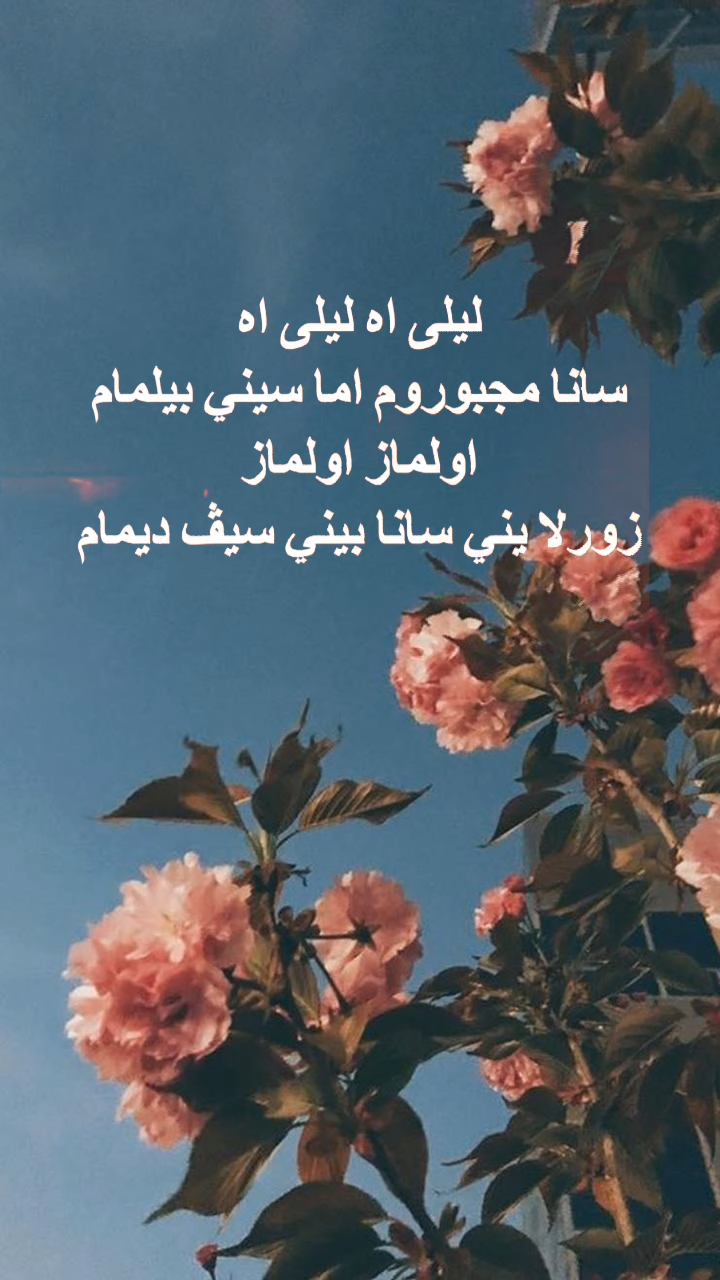 ليلى اه ليلى اه
سانا مجبوروم اما سيني بيلمام
اولماز اولماز
زورلا يني سانا بيني سيڤ ديمام